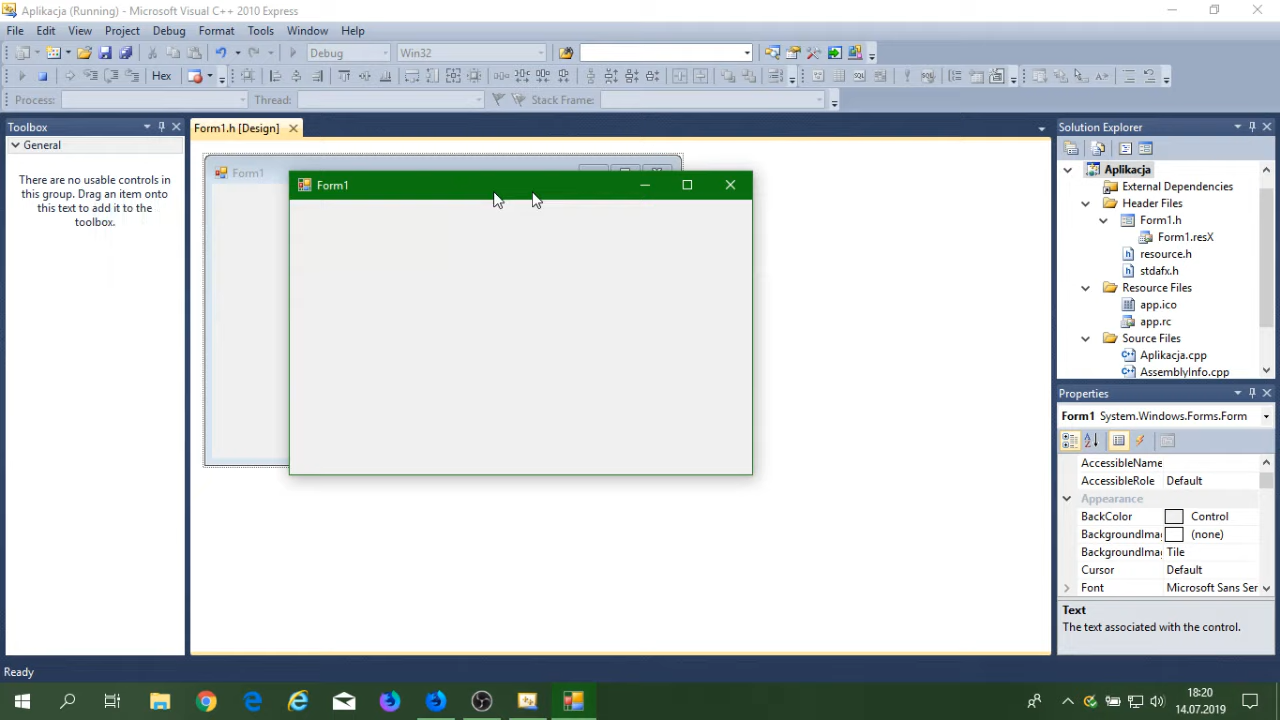 Aplikacja (Running) - Microsoft Visual C++ 2010 Express
File Edit View Project Debug Format Tools Window Help
Debug Win32
Hex
Process: Thread: Stack Frame:
Toolbox
General
There are no usable controls in
this group. Drag an item onto
this text to add it to the
toolbox.
Form1.h [Design]
Form1
Form1
Solution Explorer
Aplikacja
External Dependencies
Header Files
Form1.h
Form1.resX
resource.h
stdafx.h
Resource Files
app.ico
app.rc
Source Files
Aplikacja.cpp
AssemblyInfo.cpp
Properties
Form1 System.Windows.Forms.Form
AccessibleName
AccessibleRole Default
Appearance
BackColor Control
BackgroundIma (none)
BackgroundIma Tile
Cursor Default
Font Microsoft Sans Ser
Text
The text associated with the control.
Ready
18:20
14.07.2019